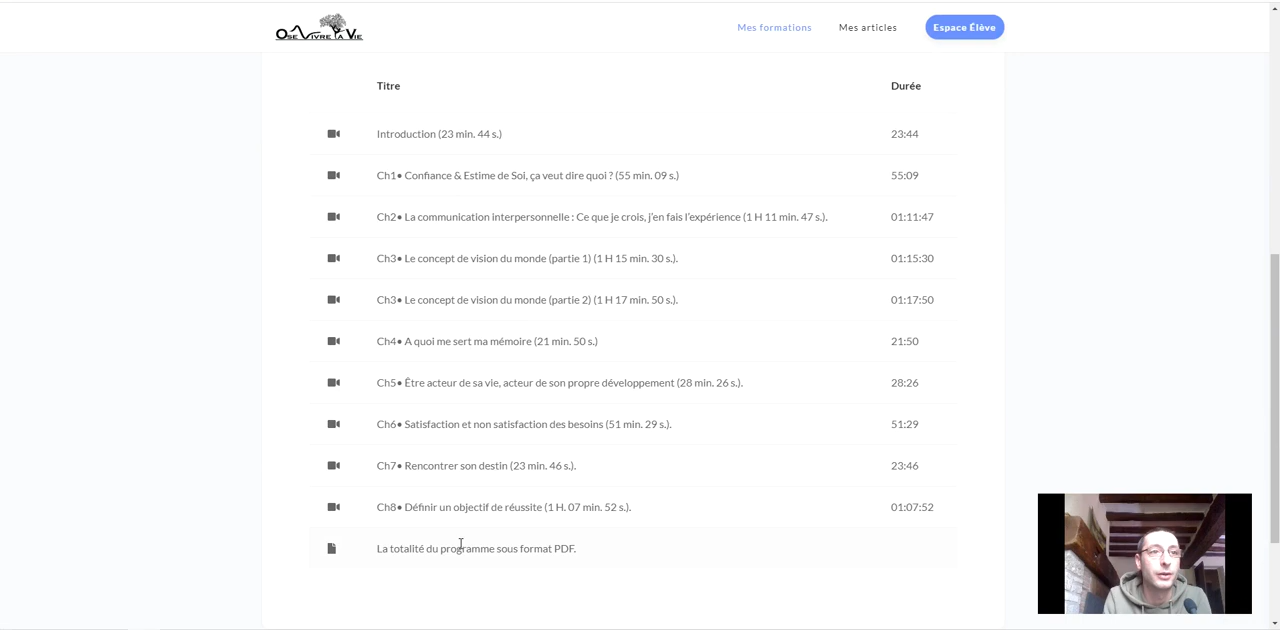 Ose Vivre la Vie
Mes formations
Mes articles
Espace Élève
Titre
Durée
Introduction (23 min. 44 s.)
23:44
Ch1• Confiance & Estime de Soi, ça veut dire quoi ? (55 min. 09 s.)
55:09
Ch2• La communication interpersonnelle : Ce que je crois, j’en fais l’expérience (1 H 11 min. 47 s.).
01:11:47
Ch3• Le concept de vision du monde (partie 1) (1 H 15 min. 30 s.).
01:15:30
Ch3• Le concept de vision du monde (partie 2) (1 H 17 min. 50 s.).
01:17:50
Ch4• A quoi me sert ma mémoire (21 min. 50 s.)
21:50
Ch5• Être acteur de sa vie, acteur de son propre développement (28 min. 26 s.).
28:26
Ch6• Satisfaction et non satisfaction des besoins (51 min. 29 s.).
51:29
Ch7• Rencontrer son destin (23 min. 46 s.).
23:46
Ch8• Définir un objectif de réussite (1 H. 07 min. 52 s.).
01:07:52
La totalité du programme sous format PDF.